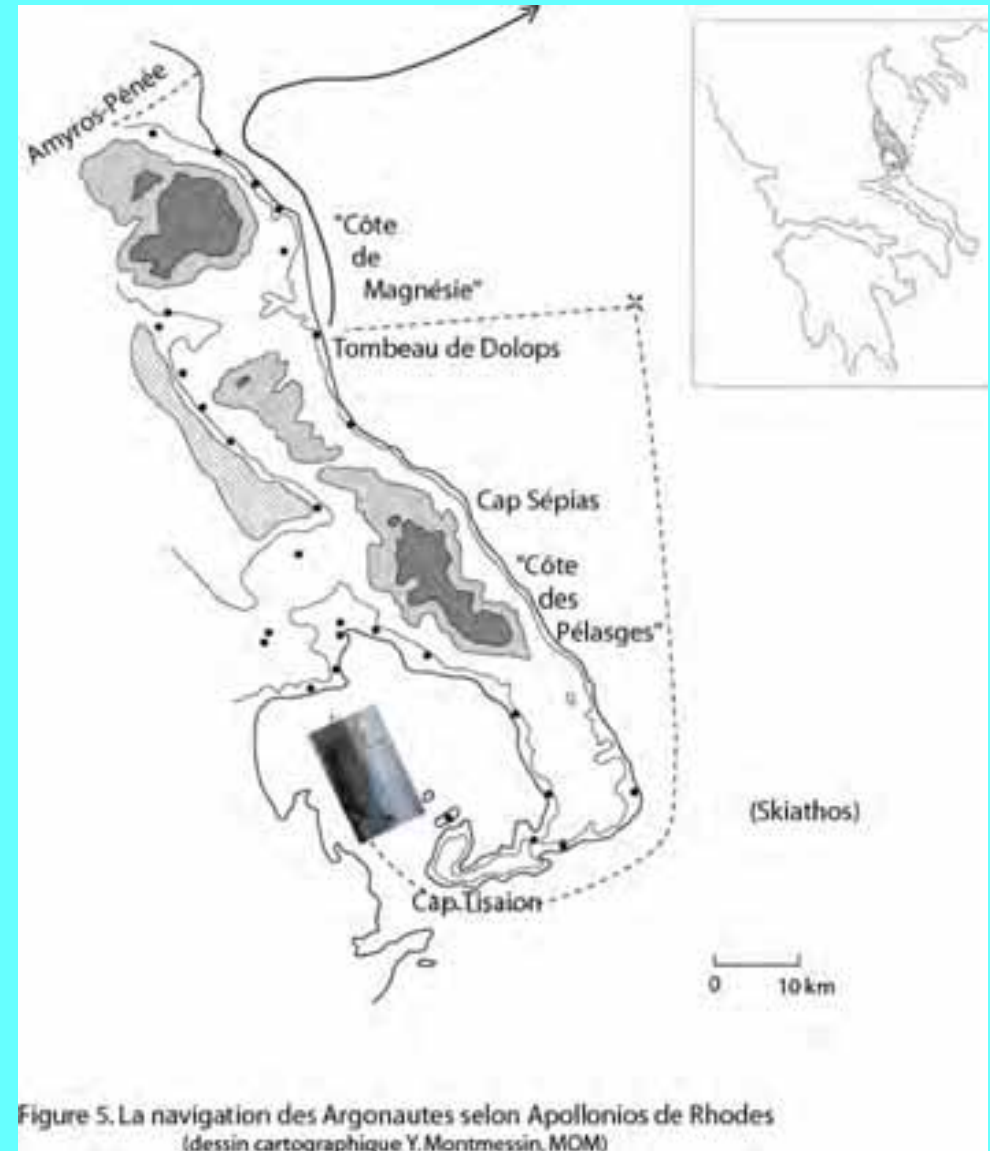 Amyros-Pénée
"Côte
de
Magnésie"
Tombeau de Dolops
Cap Sépias
"Côte
des
Pélasges"
(Skiathos)
Cap Tisaion
0 10 km
Figure 5. La navigation des Argonautes selon Apollonios de Rhodes
(dessin cartographique Y. Montmessin, MOM)